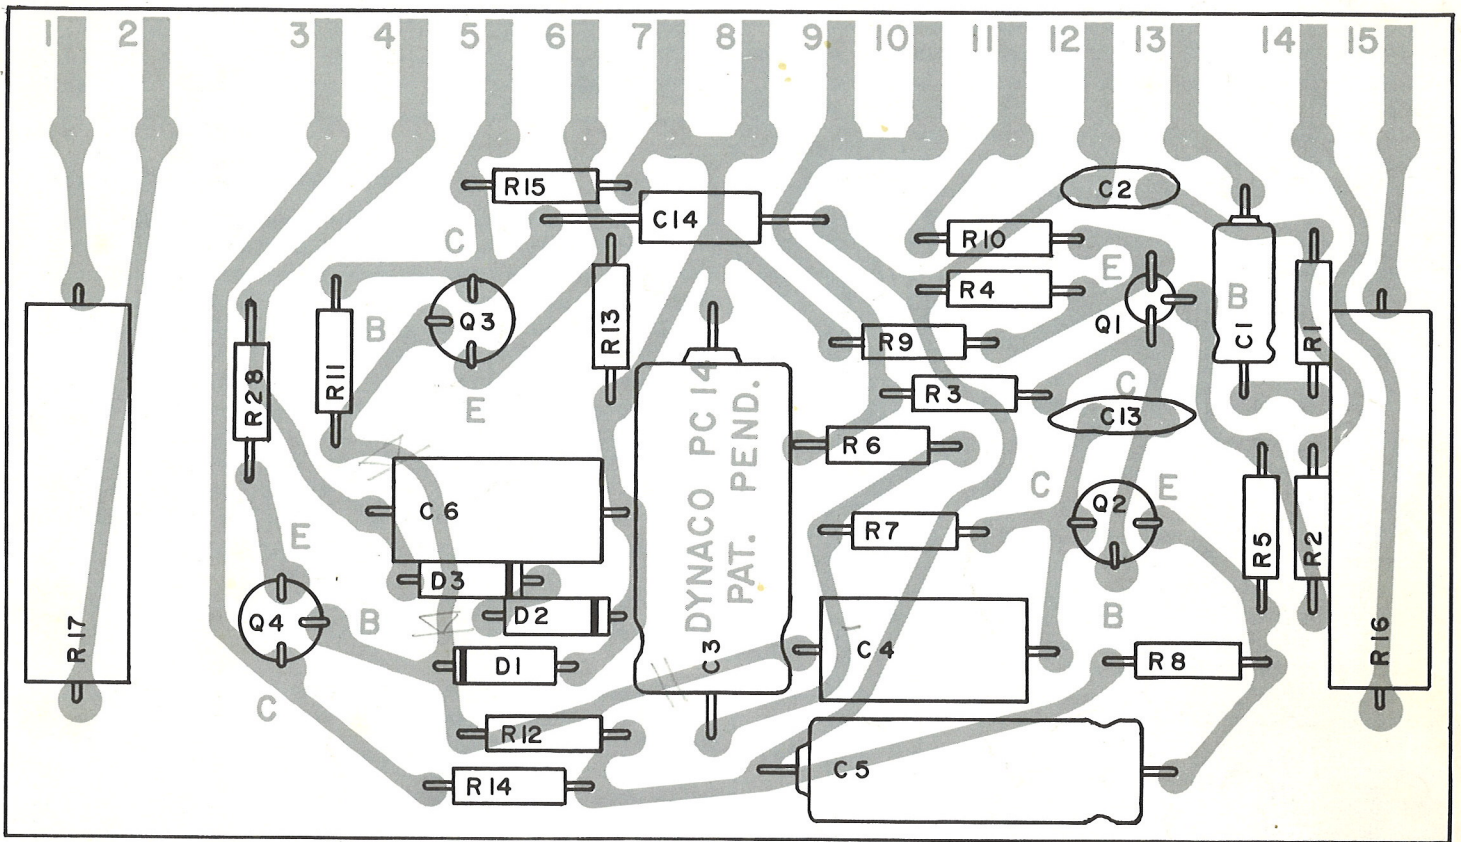 1 2 3 4 5 6 7 8 9 10 11 12 13 14 15
R15
C2
C14
C
R10
E
R4
B
Q1
R1
C1
B
Q3
R13
R9
R11
R28
R3
C
C13
E
DYNACO PC 14
PAT. PEND.
R6
C
E
Q2
C6
R7
R5
R2
E
D3
D2
B
Q4
B
R17
D1
C3
C4
R8
R16
C
R12
R14
C5